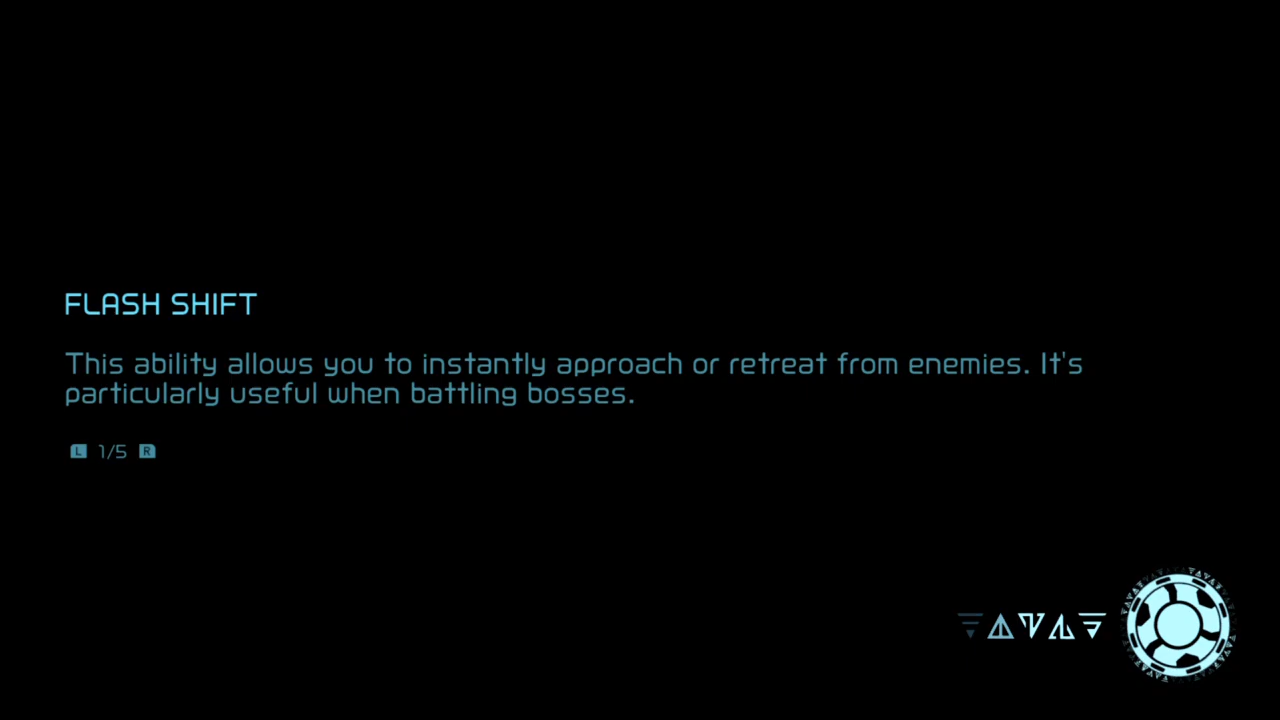 FLASH SHIFT
This ability allows you to instantly approach or retreat from enemies. It's
particularly useful when battling bosses.
L 1/5 R